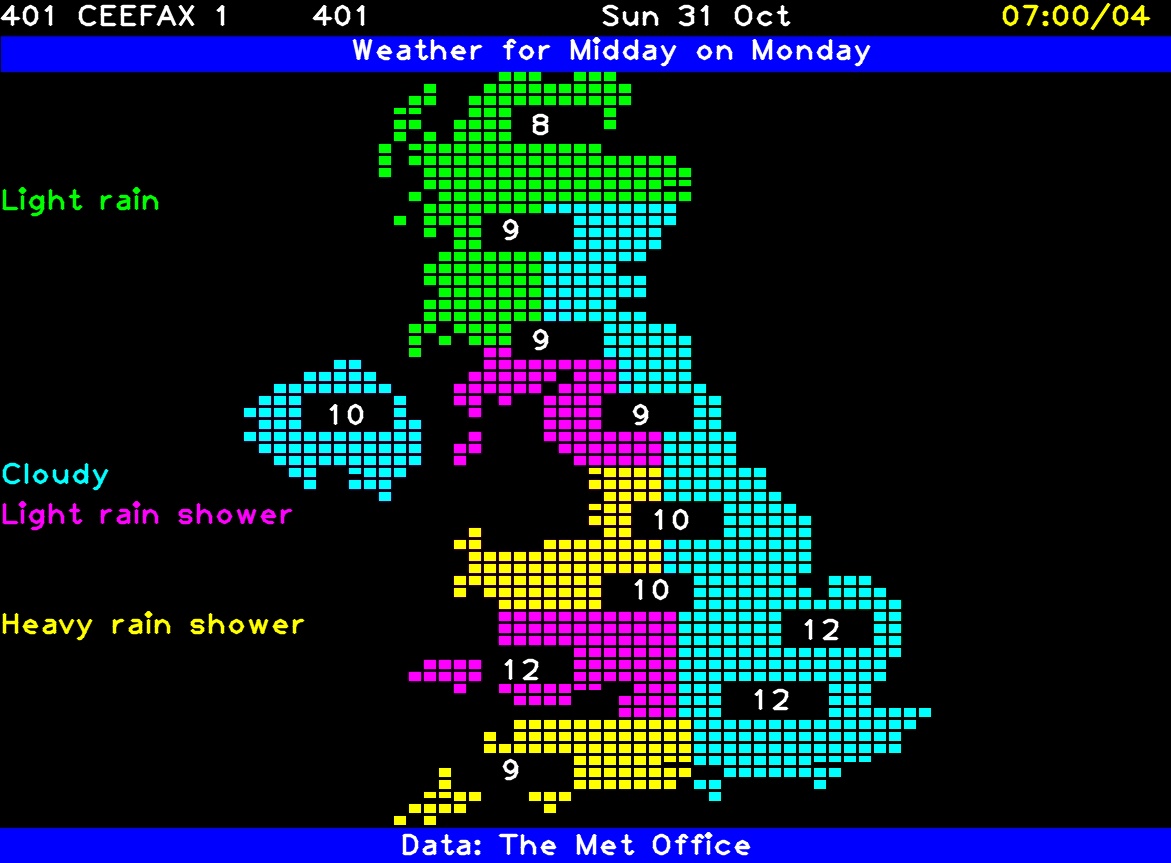 401 CEEFAX 1 401 Sun 31 Oct 07:00/04
Weather for Midday on Monday
8
Light rain
9
9
10
9
Cloudy
Light rain shower
10
10
Heavy rain shower
12
12
12
9
Data: The Met Office